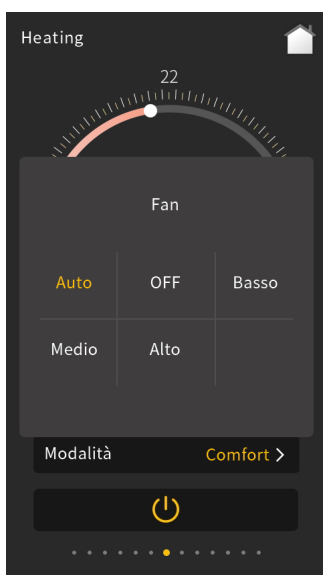 Heating
22
Fan
Auto OFF Basso
Medio Alto
Modalità Comfort